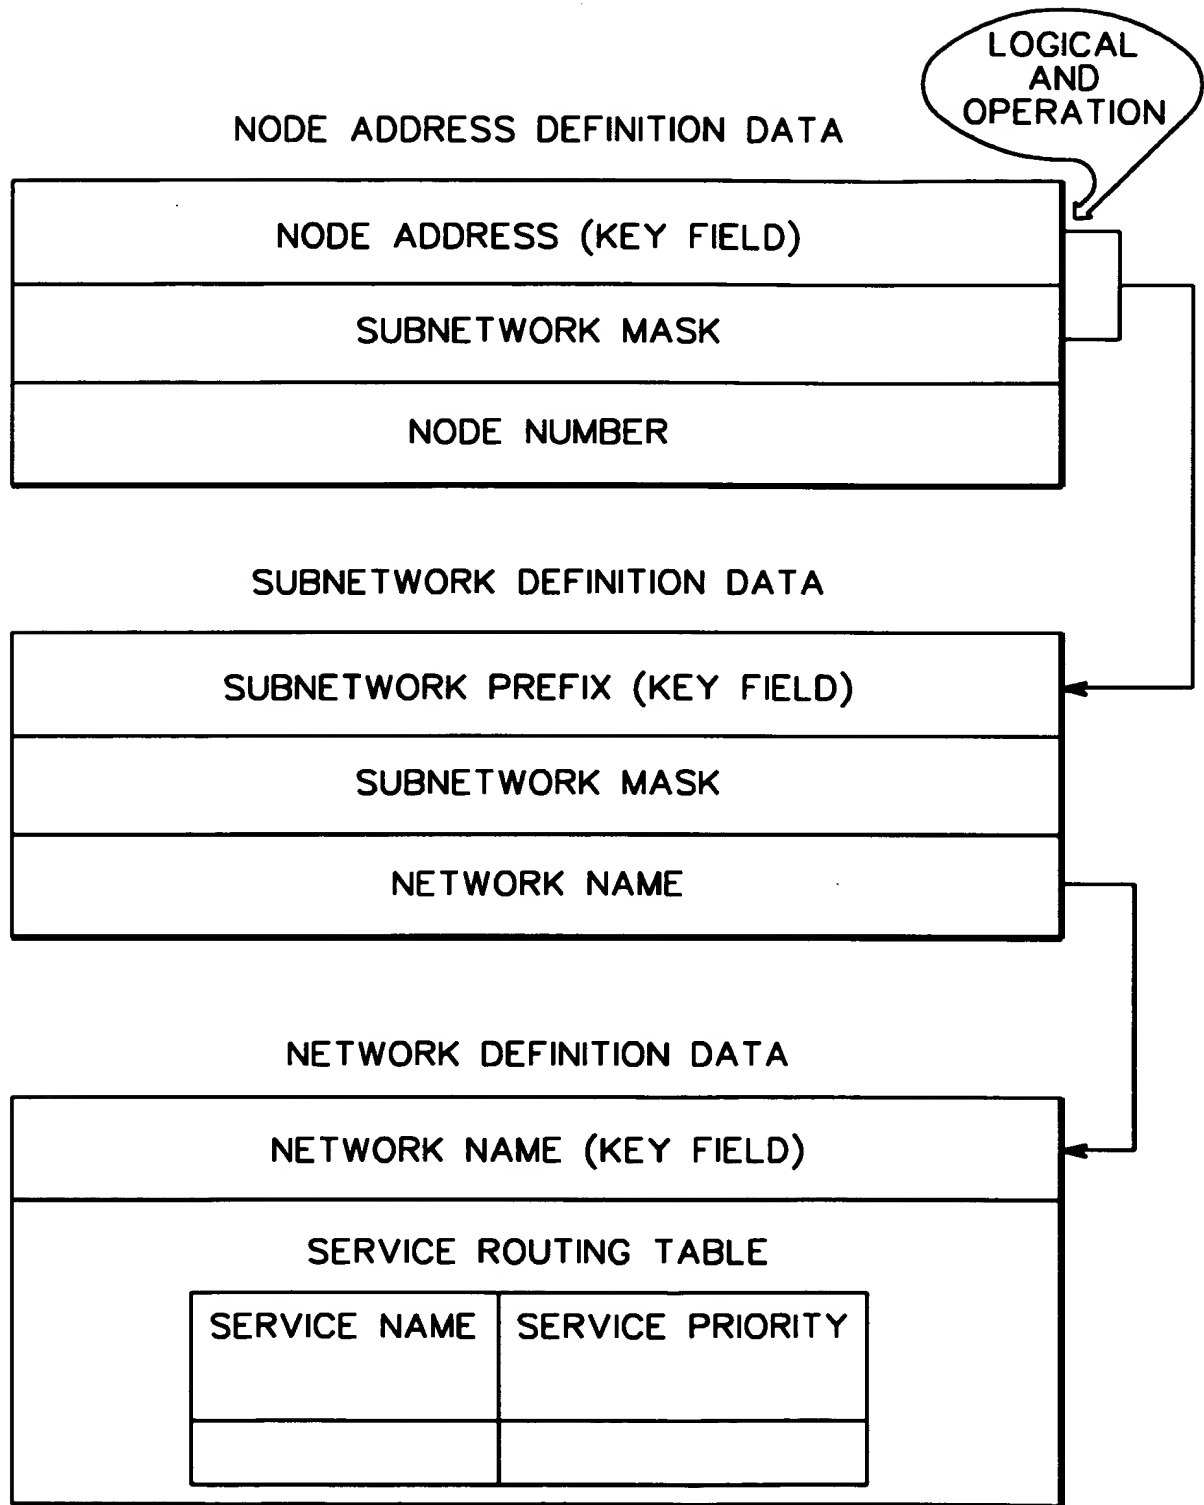 LOGICAL
AND
OPERATION
NODE ADDRESS DEFINITION DATA
NODE ADDRESS (KEY FIELD)
SUBNETWORK MASK
NODE NUMBER
SUBNETWORK DEFINITION DATA
SUBNETWORK PREFIX (KEY FIELD)
SUBNETWORK MASK
NETWORK NAME
NETWORK DEFINITION DATA
NETWORK NAME (KEY FIELD)
SERVICE ROUTING TABLE
SERVICE NAME SERVICE PRIORITY